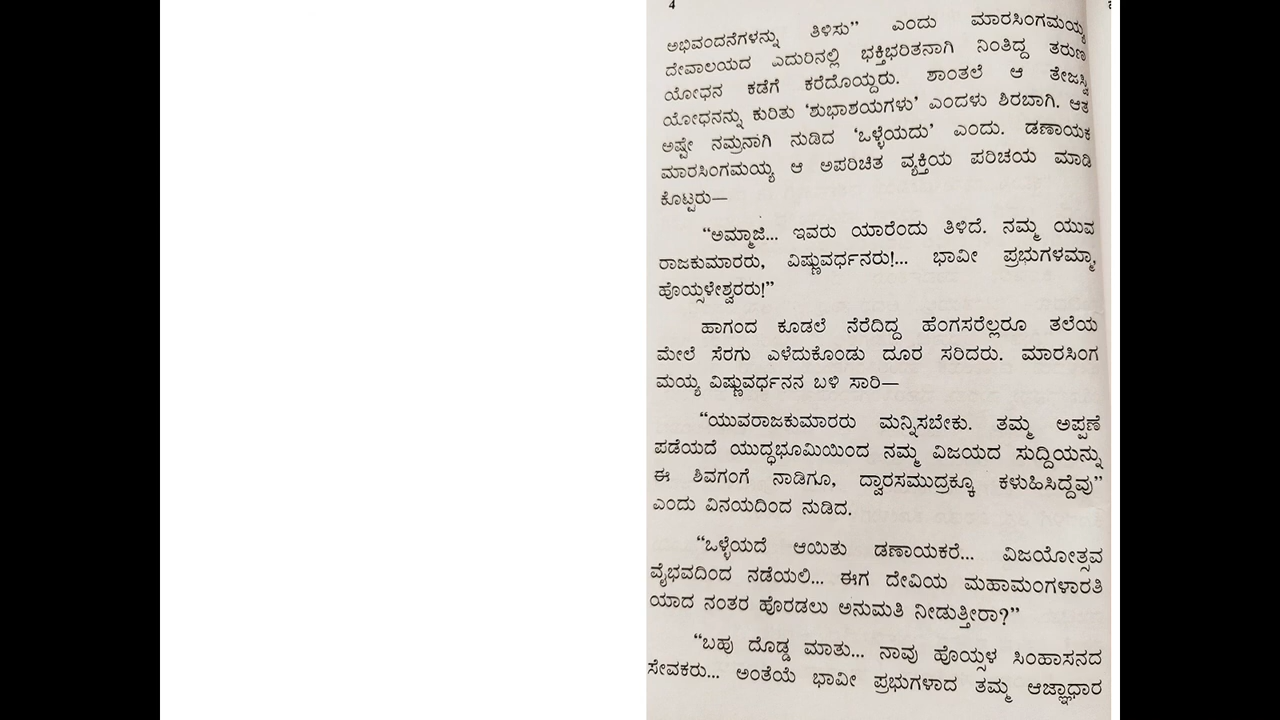 4
ಅಭಿವಂದನೆಗಳನ್ನು ತಿಳಿಸು” ಎಂದು ಮಾರಸಿಂಗಮಯ್ಯ
ದೇವಾಲಯದ ಎದುರಿನಲ್ಲಿ ಭಕ್ತಿಭರಿತನಾಗಿ ನಿಂತಿದ್ದ ತರುಣ
ಯೋಧನ ಕಡೆಗೆ ಕರೆದೊಯ್ದರು. ಶಾಂತಲೆ ಆ ತೇಜಸ್ವಿ
ಯೋಧನನ್ನು ಕುರಿತು ‘ಶುಭಾಶಯಗಳು’ ಎಂದಳು ಶಿರಬಾಗಿ. ಆತ
ಅಷ್ಟೇ ನಮ್ರನಾಗಿ ನುಡಿದ ‘ಒಳ್ಳೆಯದು’ ಎಂದು. ಡಣಾಯಕ
ಮಾರಸಿಂಗಮಯ್ಯ ಆ ಅಪರಿಚಿತ ವ್ಯಕ್ತಿಯ ಪರಿಚಯ ಮಾಡಿ
ಕೊಟ್ಟರು—
“ಅಮ್ಮಾಜಿ... ಇವರು ಯಾರೆಂದು ತಿಳಿದೆ. ನಮ್ಮ ಯುವ
ರಾಜಕುಮಾರರು, ವಿಷ್ಣುವರ್ಧನರು!... ಭಾವೀ ಪ್ರಭುಗಳಮ್ಮಾ,
ಹೊಯ್ಸಳೇಶ್ವರರು!”
ಹಾಗಂದ ಕೂಡಲೆ ನೆರೆದಿದ್ದ ಹೆಂಗಸರೆಲ್ಲರೂ ತಲೆಯ
ಮೇಲೆ ಸೆರಗು ಎಳೆದುಕೊಂಡು ದೂರ ಸರಿದರು. ಮಾರಸಿಂಗ
ಮಯ್ಯ ವಿಷ್ಣುವರ್ಧನನ ಬಳಿ ಸಾರಿ—
“ಯುವರಾಜಕುಮಾರರು ಮನ್ನಿಸಬೇಕು. ತಮ್ಮ ಅಪ್ಪಣೆ
ಪಡೆಯದೆ ಯುದ್ಧಭೂಮಿಯಿಂದ ನಮ್ಮ ವಿಜಯದ ಸುದ್ದಿಯನ್ನು
ಈ ಶಿವಗಂಗೆ ನಾಡಿಗೂ, ದ್ವಾರಸಮುದ್ರಕ್ಕೂ ಕಳುಹಿಸಿದ್ದೆವು”
ಎಂದು ವಿನಯದಿಂದ ನುಡಿದ.
“ಒಳ್ಳೆಯದೆ ಆಯಿತು ಡಣಾಯಕರೆ... ವಿಜಯೋತ್ಸವ
ವೈಭವದಿಂದ ನಡೆಯಲಿ... ಈಗ ದೇವಿಯ ಮಹಾಮಂಗಳಾರತಿ
ಯಾದ ನಂತರ ಹೊರಡಲು ಅನುಮತಿ ನೀಡುತ್ತೀರಾ?”
“ಬಹು ದೊಡ್ಡ ಮಾತು... ನಾವು ಹೊಯ್ಸಳ ಸಿಂಹಾಸನದ
ಸೇವಕರು... ಅಂತೆಯೆ ಭಾವೀ ಪ್ರಭುಗಳಾದ ತಮ್ಮ ಆಜ್ಞಾಧಾರ